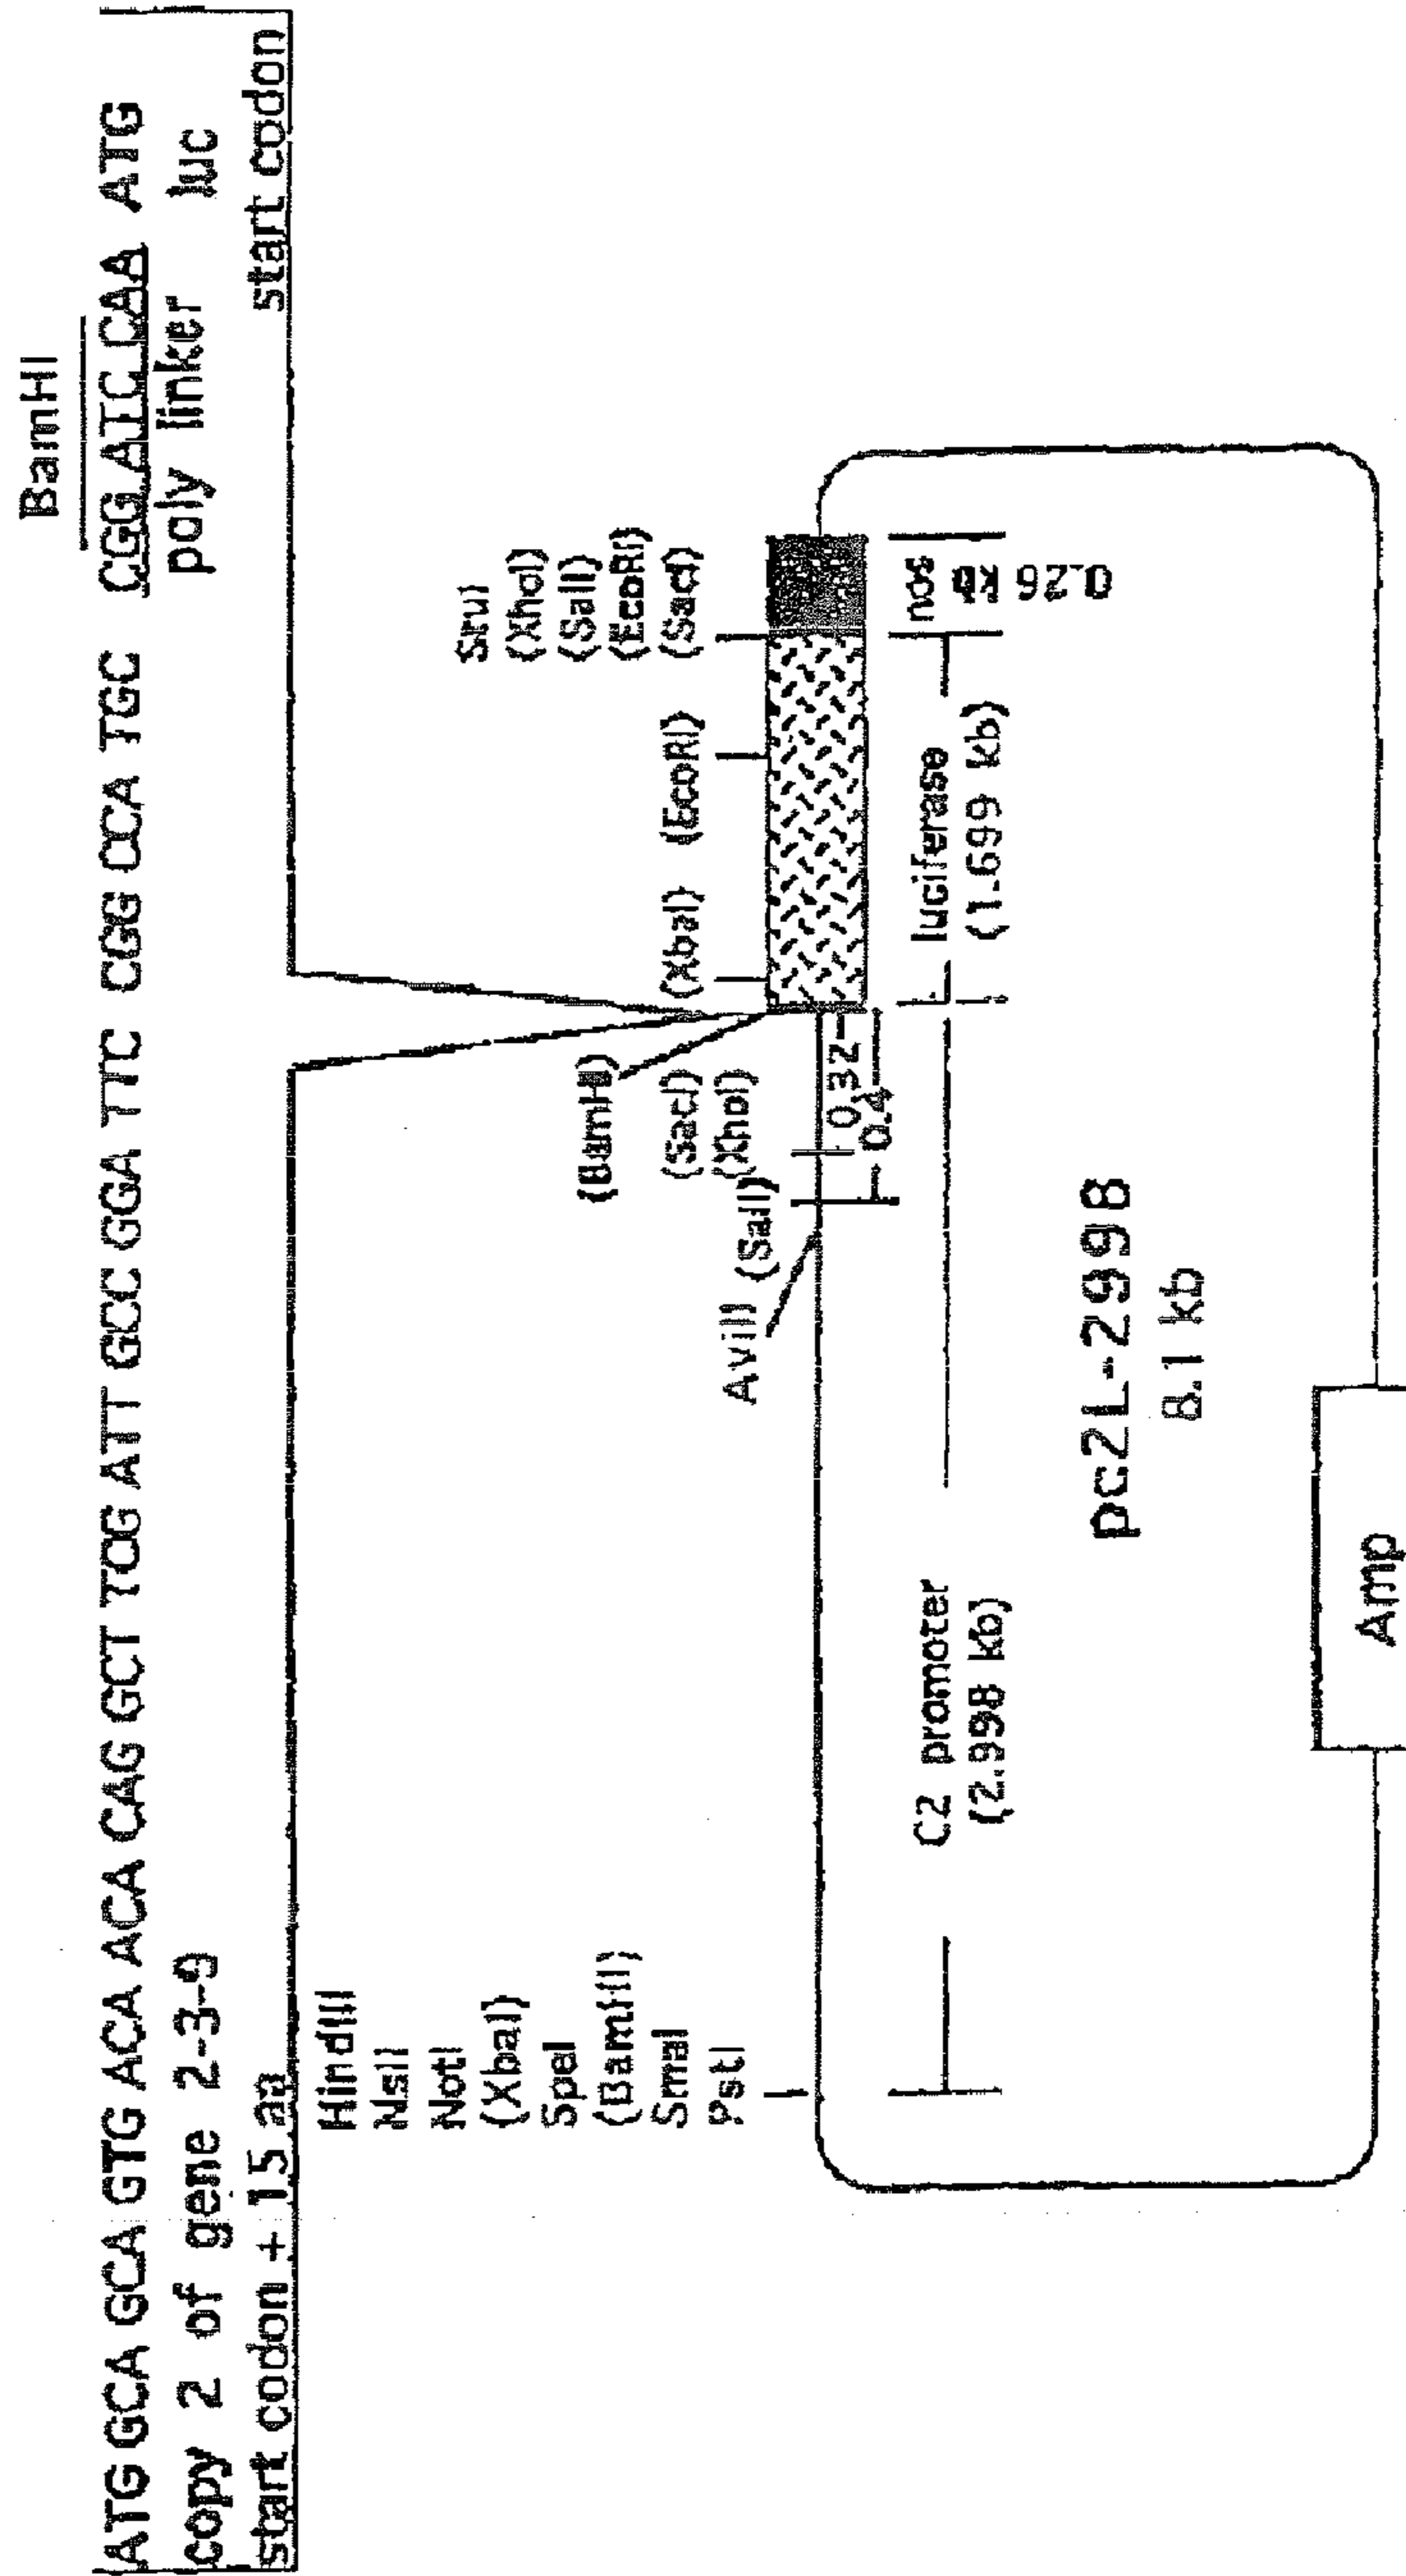 BamHI
ATG GCA GCA GTG ACA ACA CAG GCT TCG ATT GCC GGA TTC CGG CCA TGC CGG ATC CAA ATG
copy 2 of gene 2-3-9 poly linker luc
start codon + 15 aa start codon
HindIII
NsiI
NotI
(XbaI)
SpeI
(BamHI)
SmaI
PstI
AviII
(SalI)
(BamHI)
(SacI)
(XhoI)
(XbaI)
(EcoRI)
StuI
(XhoI)
(SalI)
(EcoRI)
(SacI)
0.32
0.4
C2 promoter
(2.998 kb)
luciferase
(1.699 kb)
nos
0.26 kb
pc2L-2998
8.1 kb
Amp